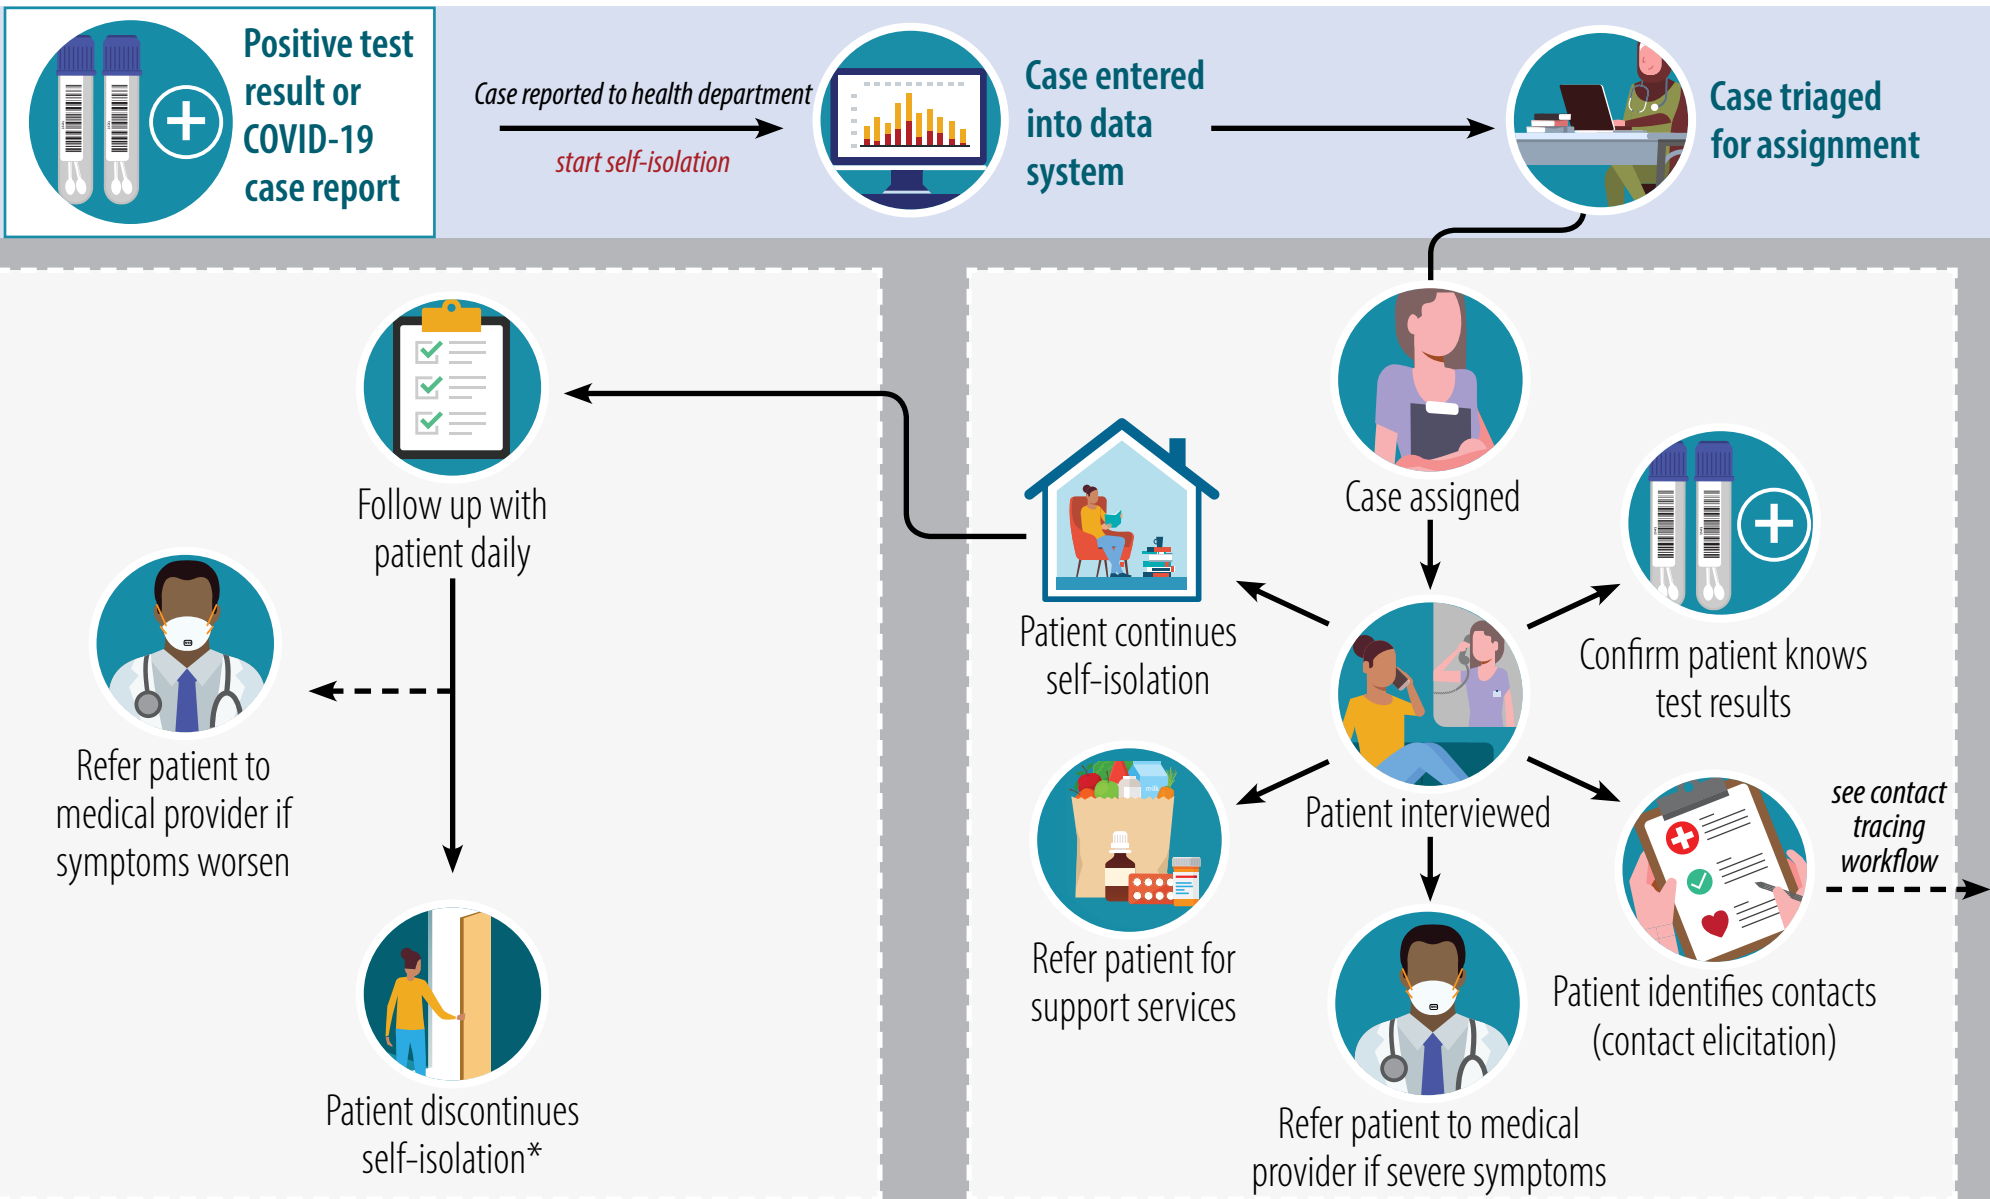 Positive test
result or
COVID-19
case report
Case reported to health department
start self-isolation
Case entered
into data
system
Case triaged
for assignment
Case assigned
Patient interviewed
Confirm patient knows
test results
Patient identifies contacts
(contact elicitation)
see contact
tracing
workflow
Refer patient to medical
provider if severe symptoms
milk
Refer patient for
support services
Patient continues
self-isolation
Follow up with
patient daily
Refer patient to
medical provider if
symptoms worsen
Patient discontinues
self-isolation*